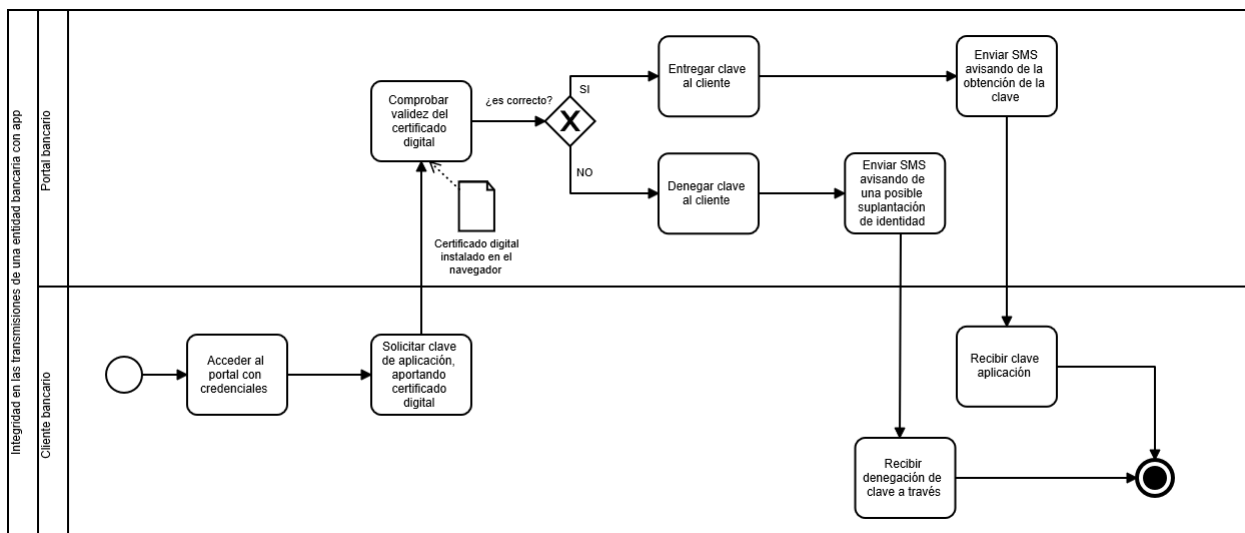 Integridad en las transmisiones de una entidad bancaria con app
Portal bancario
Comprobar
validez del
certificado
digital
¿es correcto?
SI
NO
Entregar clave
al cliente
Enviar SMS
avisando de la
obtención de la
clave
Denegar clave
al cliente
Enviar SMS
avisando de
una posible
suplantación
de identidad
Certificado digital
instalado en el
navegador
Cliente bancario
Acceder al
portal con
credenciales
Solicitar clave
de aplicación,
aportando
certificado
digital
Recibir clave
aplicación
Recibir
denegación de
clave a través